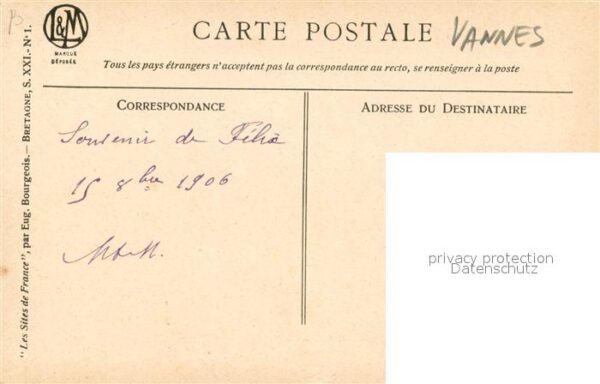 L&M
MARQUE
DÉPOSÉE
CARTE POSTALE
VANNES
Tous les pays étrangers n'acceptent pas la correspondance au recto, se renseigner à la poste
CORRESPONDANCE
Souvenir de
15 8bre 1906
ADRESSE DU DESTINATAIRE
privacy protection
Datenschutz
"Les Sites de France", par Eug. Bourgeois. — BRETAGNE, S. XXI. - N° 1.